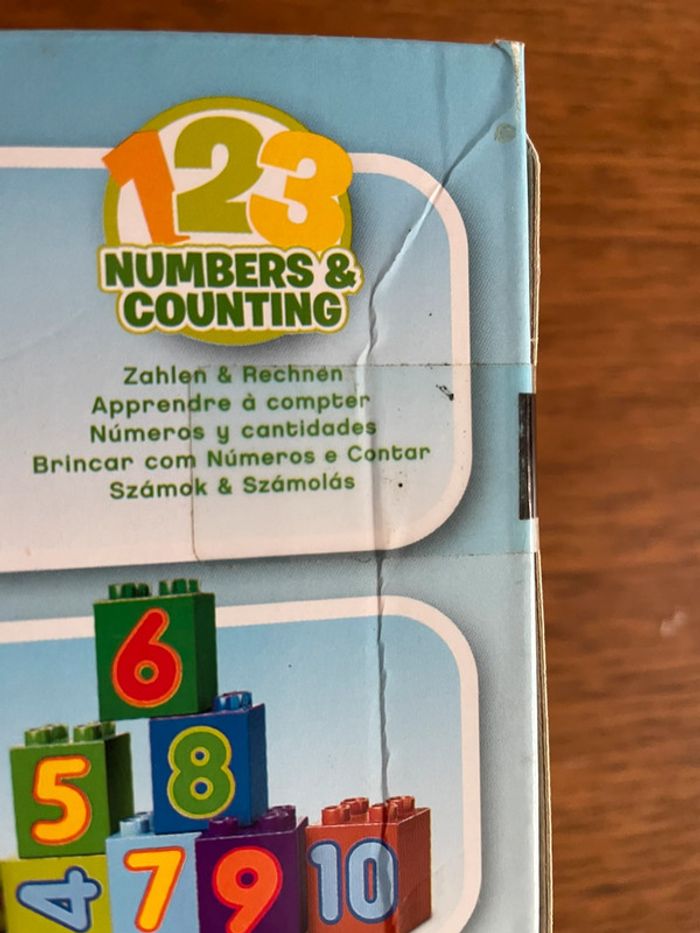 123
NUMBERS &
COUNTING
Zahlen & Rechnen
Apprendre à compter
Números y cantidades
Brincar com Números e Contar
Számok & Számolás
6
5 8
4 7 9 10